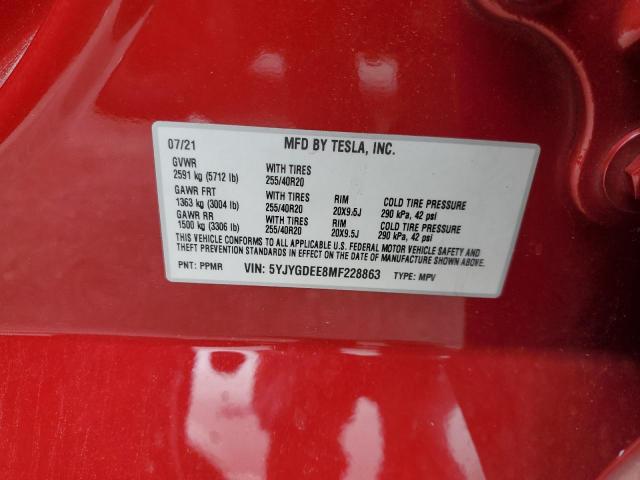 07/21 MFD BY TESLA, INC.
GVWR WITH TIRES
2591 kg (5712 lb) 255/40R20
GAWR FRT WITH TIRES RIM COLD TIRE PRESSURE
1363 kg (3004 lb) 255/40R20 20X9.5J 290 kPa, 42 psi
GAWR RR WITH TIRES RIM COLD TIRE PRESSURE
1500 kg (3306 lb) 255/40R20 20X9.5J 290 kPa, 42 psi
THIS VEHICLE CONFORMS TO ALL APPLICABLE U.S. FEDERAL MOTOR VEHICLE SAFETY AND
THEFT PREVENTION STANDARDS IN EFFECT ON THE DATE OF MANUFACTURE SHOWN ABOVE.
PNT: PPMR VIN: 5YJYGDEE8MF228863 TYPE: MPV